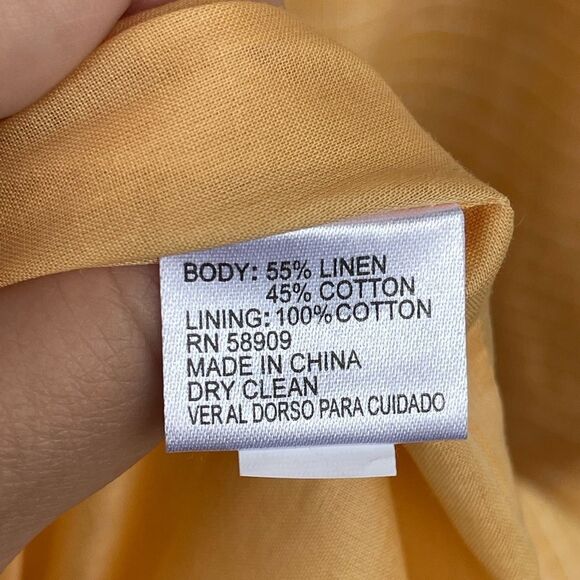 BODY: 55% LINEN
45% COTTON
LINING: 100% COTTON
RN 58909
MADE IN CHINA
DRY CLEAN
VER AL DORSO PARA CUIDADO